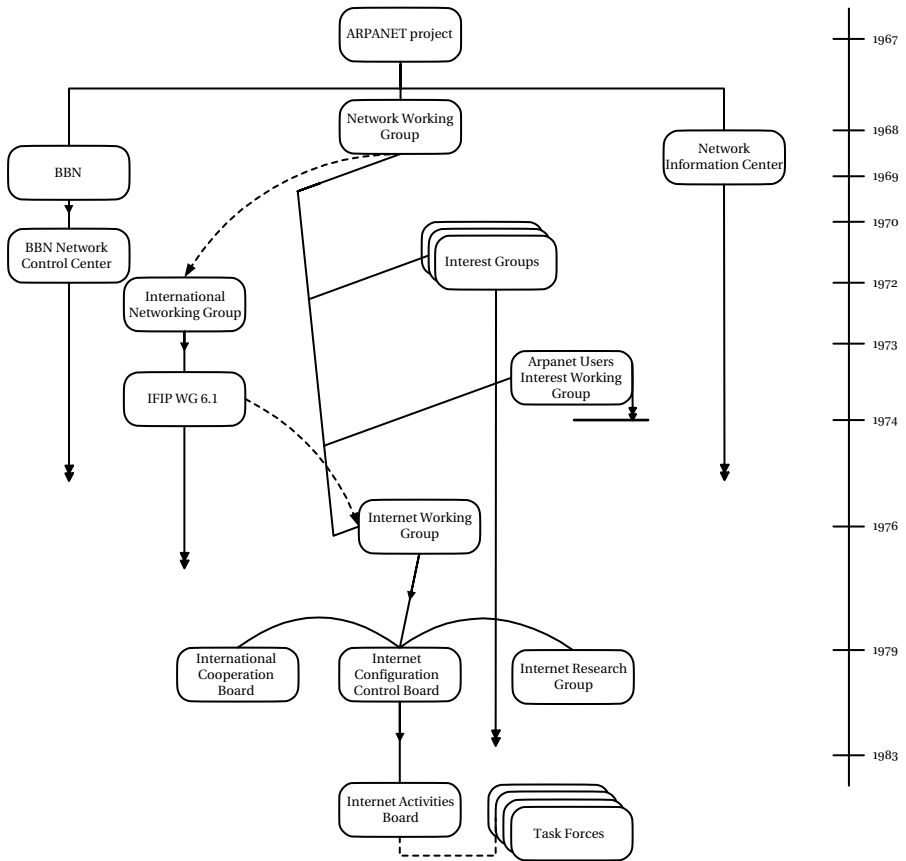 ARPANET project
1967
Network Working
Group
1968
Network
Information Center
BBN
1969
1970
BBN Network
Control Center
Interest Groups
1972
International
Networking Group
1973
Arpanet Users
Interest Working
Group
IFIP WG 6.1
1974
Internet Working
Group
1976
International
Cooperation
Board
Internet
Configuration
Control Board
Internet Research
Group
1979
1983
Internet Activities
Board
Task Forces